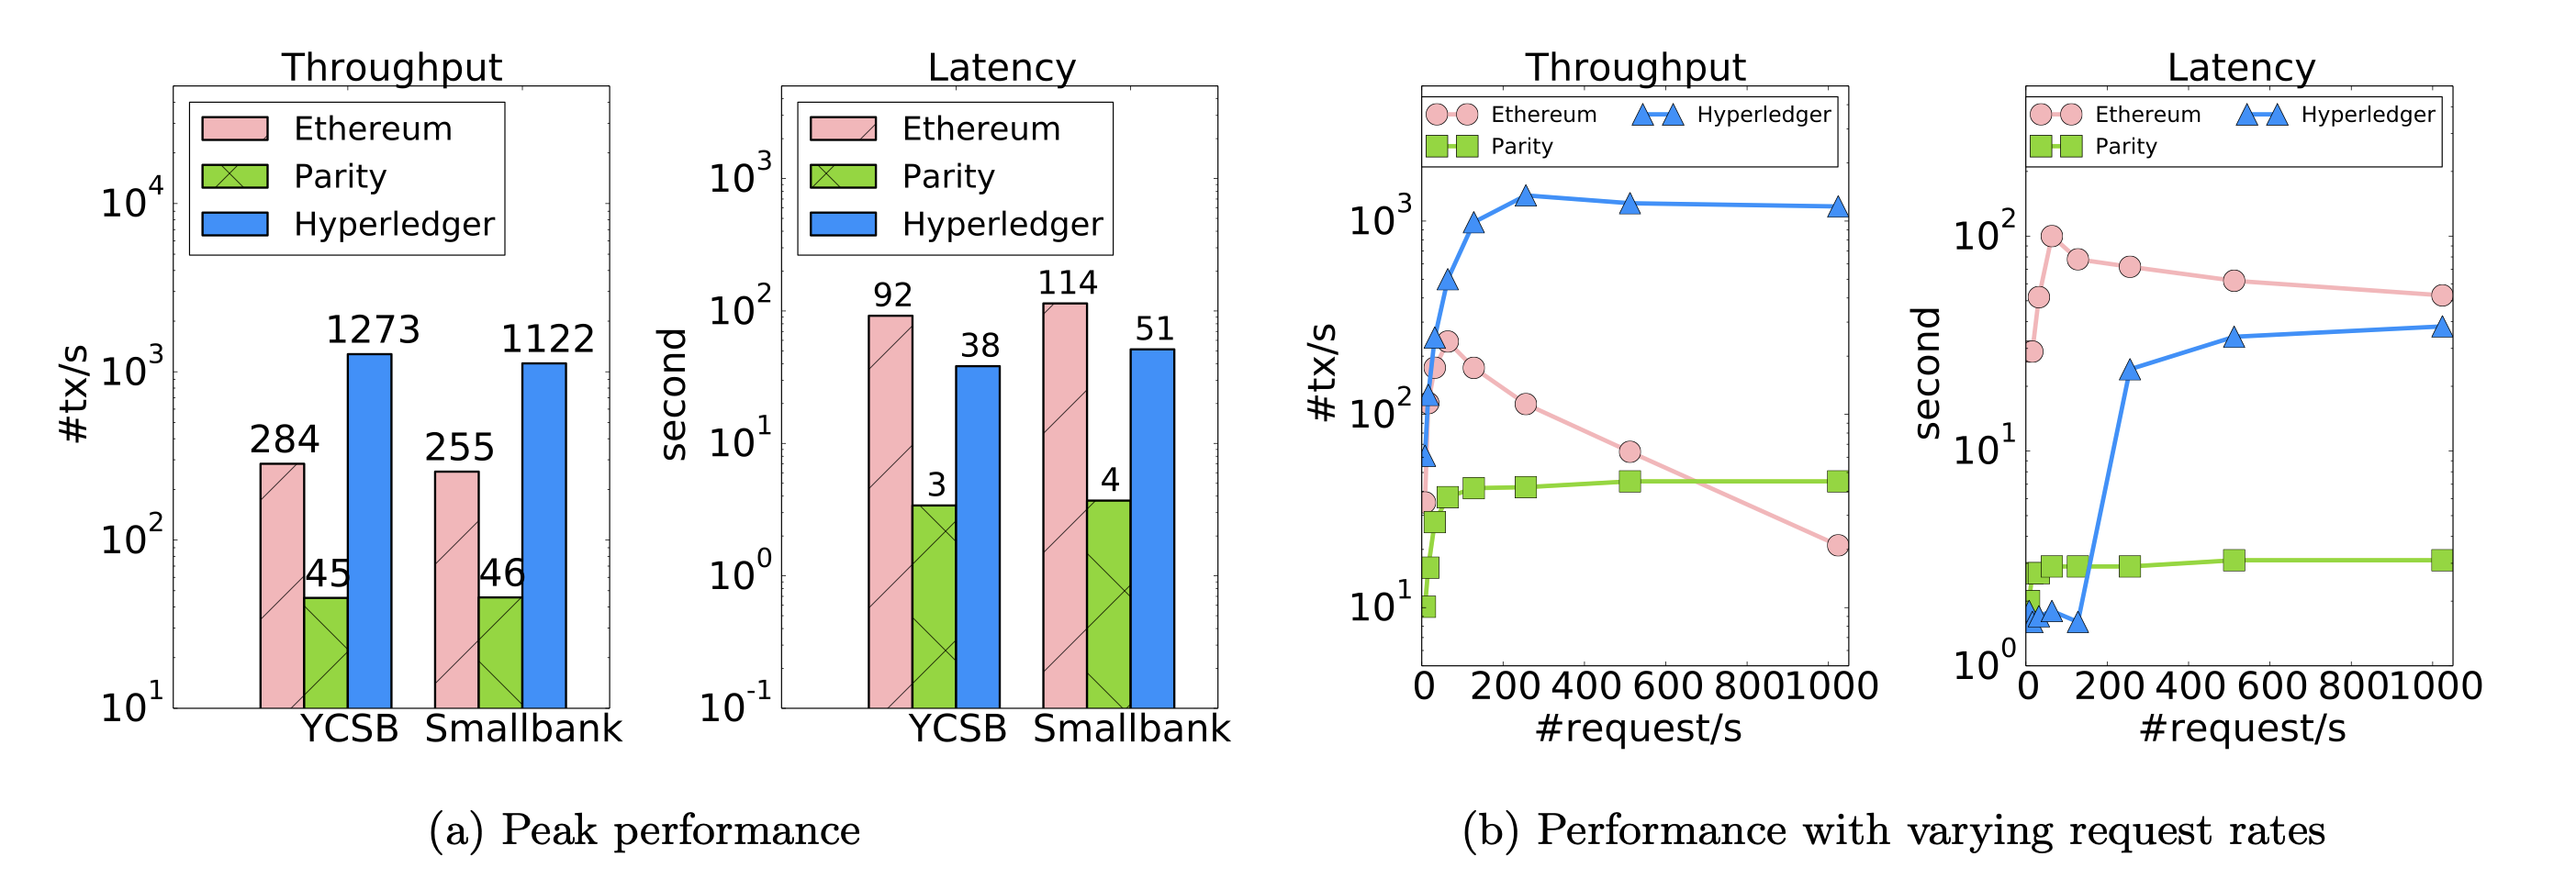 Throughput
Ethereum
Parity
Hyperledger
#tx/s
10^4
10^3
10^2
10^1
284
45
1273
255
46
1122
YCSB
Smallbank
Latency
Ethereum
Parity
Hyperledger
second
10^3
10^2
10^1
10^0
10^-1
92
3
38
114
4
51
YCSB
Smallbank
(a) Peak performance
Throughput
Ethereum
Hyperledger
Parity
#tx/s
10^3
10^2
10^1
0 200 400 600 800 1000
#request/s
Latency
Ethereum
Hyperledger
Parity
second
10^2
10^1
10^0
0 200 400 600 800 1000
#request/s
(b) Performance with varying request rates